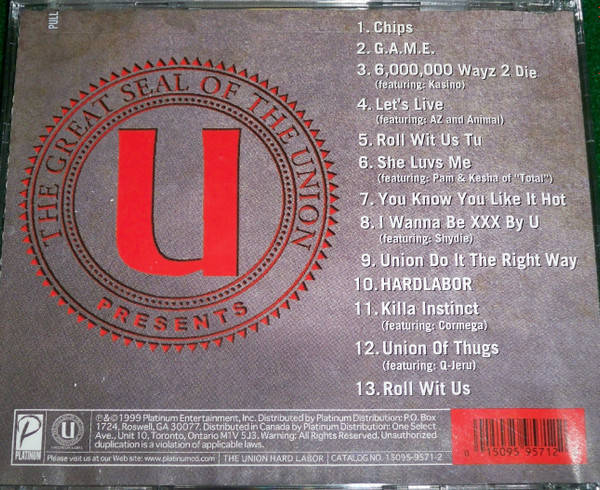 PULL
THE GREAT SEAL OF THE UNION
U
PRESENTS
1. Chips
2. G.A.M.E.
3. 6,000,000 Wayz 2 Die
(featuring: Kasino)
4. Let's Live
(featuring: AZ and Animal)
5. Roll Wit Us Tu
6. She Luvs Me
(featuring: Pam & Kesha of "Total")
7. You Know You Like It Hot
8. I Wanna Be XXX By U
(featuring: Shydie)
9. Union Do It The Right Way
10. HARDLABOR
11. Killa Instinct
(featuring: Cormega)
12. Union Of Thugs
(featuring: Q-Jeru)
13. Roll Wit Us
P
PLATINUM
U
℗&© 1999 Platinum Entertainment, Inc. Distributed by Platinum Distribution: P.O. Box
1724, Roswell, GA 30077. Distributed in Canada by Platinum Distribution: One Select
Ave., Unit 10, Toronto, Ontario M1V 5J3. Warning: All Rights Reserved. Unauthorized
duplication is a violation of applicable laws.
Please visit us at our Web site: www.platinumcd.com
THE UNION HARD LABOR
CATALOG NO. 15095-9571-2
0 15095 95712